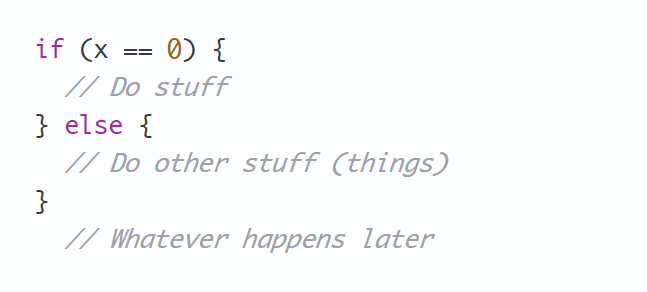 if (x == 0) {
  // Do stuff
} else {
  // Do other stuff (things)
}
  // Whatever happens later